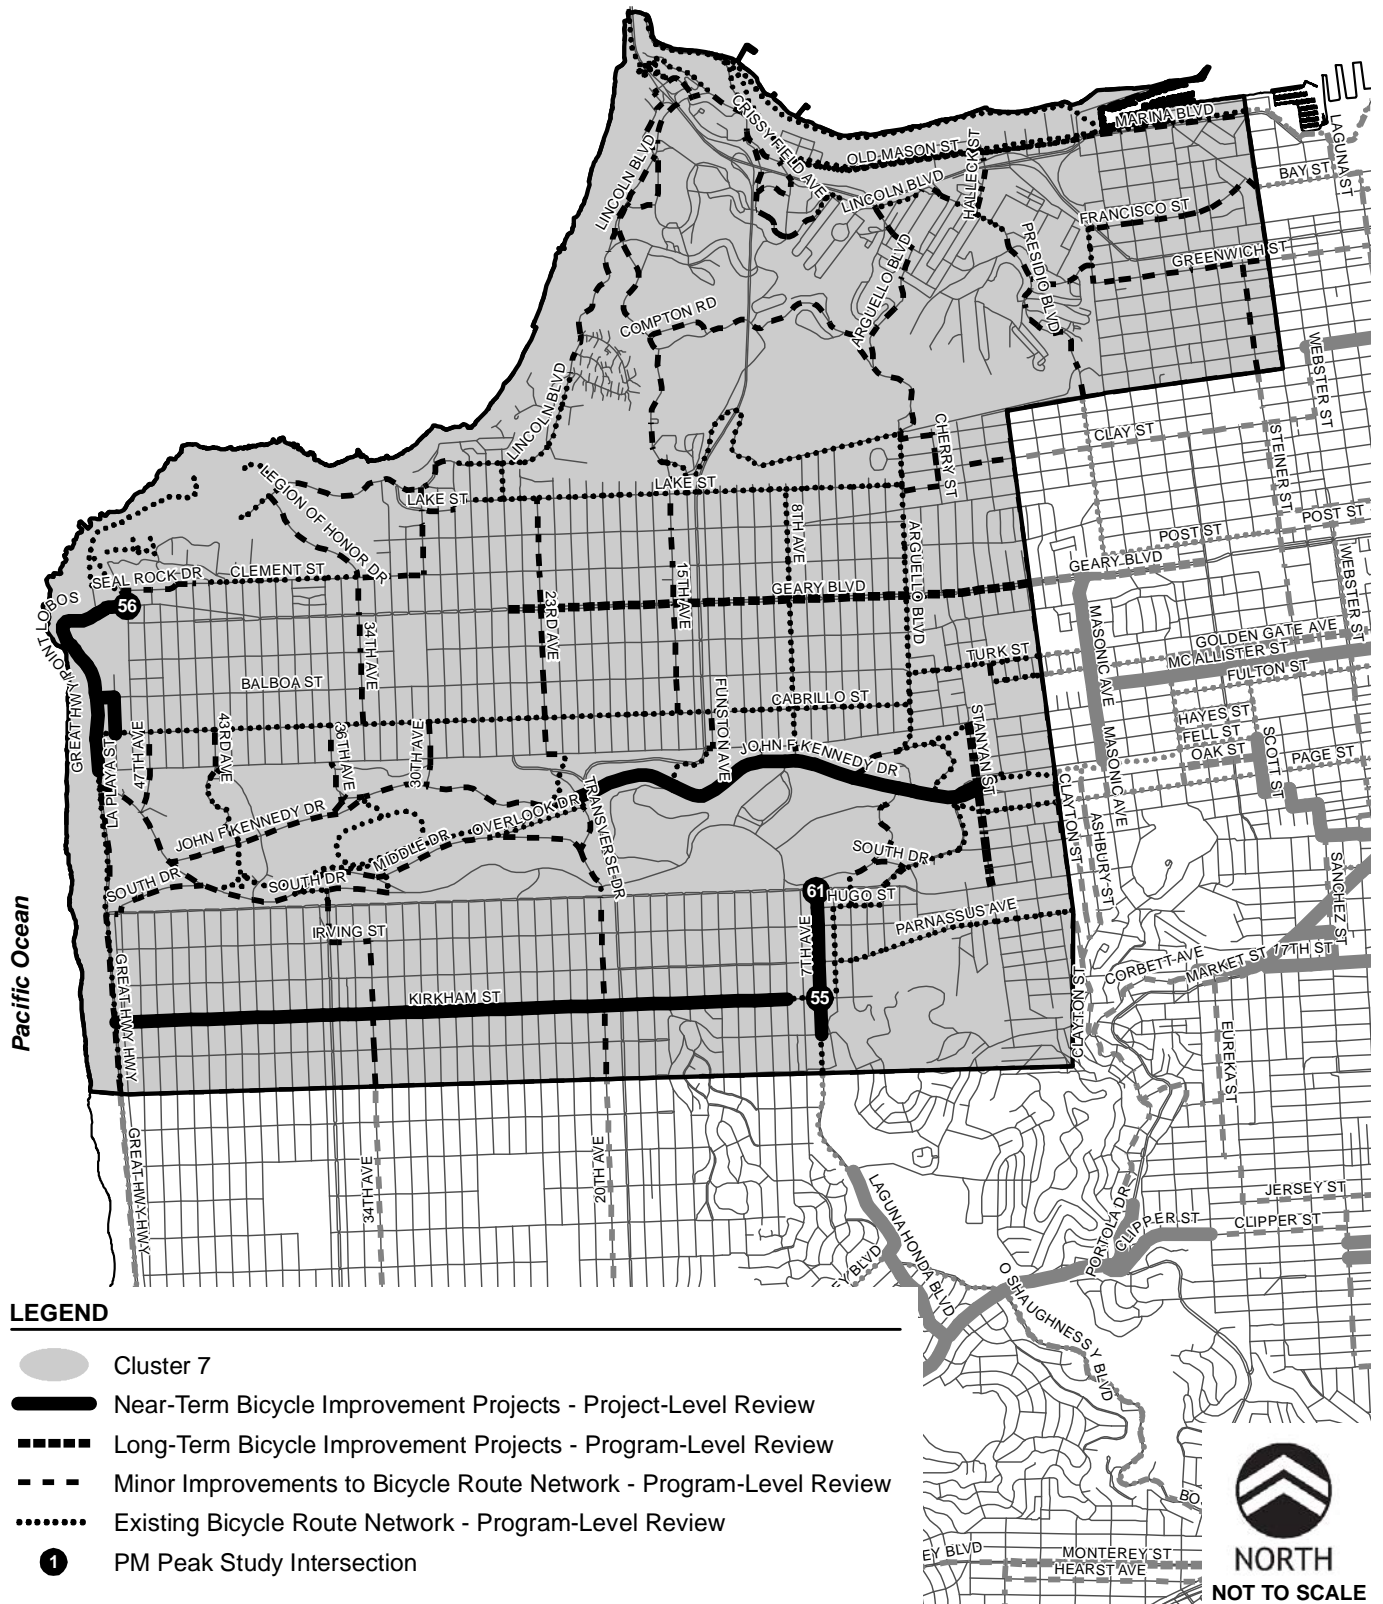 CRISSY FIELD AVE
MARINA BLVD
LAGUNA ST
OLD MASON ST
BAY ST
LINCOLN BLVD
LINCOLN BLVD
HALLECK ST
FRANCISCO ST
PRESIDIO BLVD
GREENWICH ST
ARGUELLO BLVD
COMPTON RD
WEBSTER ST
LINCOLN BLVD
CHERRY ST
CLAY ST
STEINER ST
LEGION OF HONOR DR
LAKE ST
LAKE ST
8TH AVE
ARGUELLO BLVD
POST ST
POST ST
WEBSTER ST
GEARY BLVD
SEAL ROCK DR
CLEMENT ST
GEARY BLVD
15TH AVE
23RD AVE
POINT LOBOS
56
34TH AVE
MASONIC AVE
GOLDEN GATE AVE
MC ALLISTER ST
FULTON ST
TURK ST
BALBOA ST
CABRILLO ST
FUNSTON AVE
STANYAN ST
HAYES ST
FELL ST
OAK ST
SCOTT ST
PAGE ST
GREAT HWY
LA PLAYA ST
47TH AVE
43RD AVE
36TH AVE
30TH AVE
JOHN F KENNEDY DR
MASONIC AVE
TRANSVERSE DR
OVERLOOK DR
JOHN F KENNEDY DR
MIDDLE DR
CLAYTON ST
ASHBURY ST
SOUTH DR
SOUTH DR
SOUTH DR
SANCHEZ ST
61
HUGO ST
PARNASSUS AVE
IRVING ST
7TH AVE
Pacific Ocean
GREAT HWY HWY
KIRKHAM ST
55
CLAYTON ST
CORBETT AVE
MARKET ST
17TH ST
EUREKA ST
GREAT HWY HWY
34TH AVE
20TH AVE
LAGUNA HONDA BLVD
PORTOLA DR
CLIPPER ST
JERSEY ST
CLIPPER ST
EY BLVD
O SHAUGHNESS Y BLVD
BO
EY BLVD
MONTEREY ST
HEARST AVE
LEGEND
Cluster 7
Near-Term Bicycle Improvement Projects - Project-Level Review
Long-Term Bicycle Improvement Projects - Program-Level Review
Minor Improvements to Bicycle Route Network - Program-Level Review
Existing Bicycle Route Network - Program-Level Review
1 PM Peak Study Intersection
NORTH
NOT TO SCALE